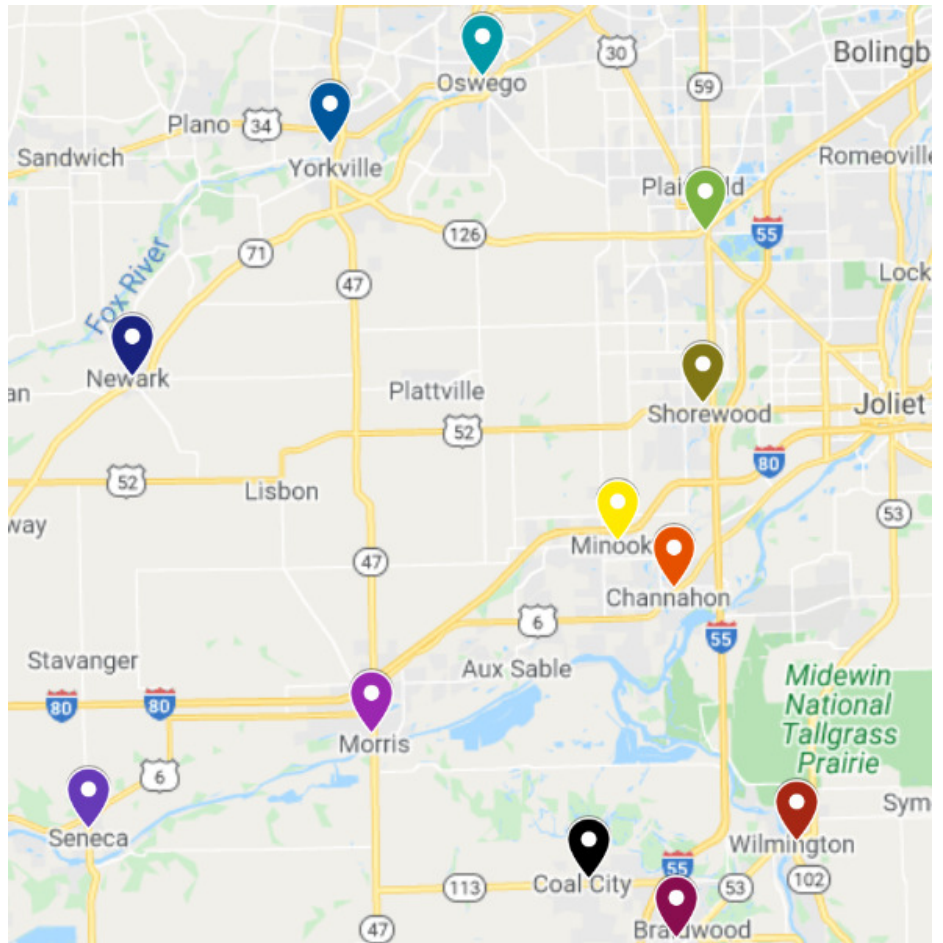 30
59
Bolingb
Oswego
Plano
34
Sandwich
Yorkville
Romeoville
Fox River
71
126
55
47
Lock
Newark
an
Plattville
Shorewood
Joliet
52
80
52
Lisbon
way
53
Minook
47
Channahon
6
55
Stavanger
Aux Sable
Midewin
National
Tallgrass
Prairie
80
80
Morris
6
Seneca
Sym
Wilmington
Coal City
55
113
53
102
47